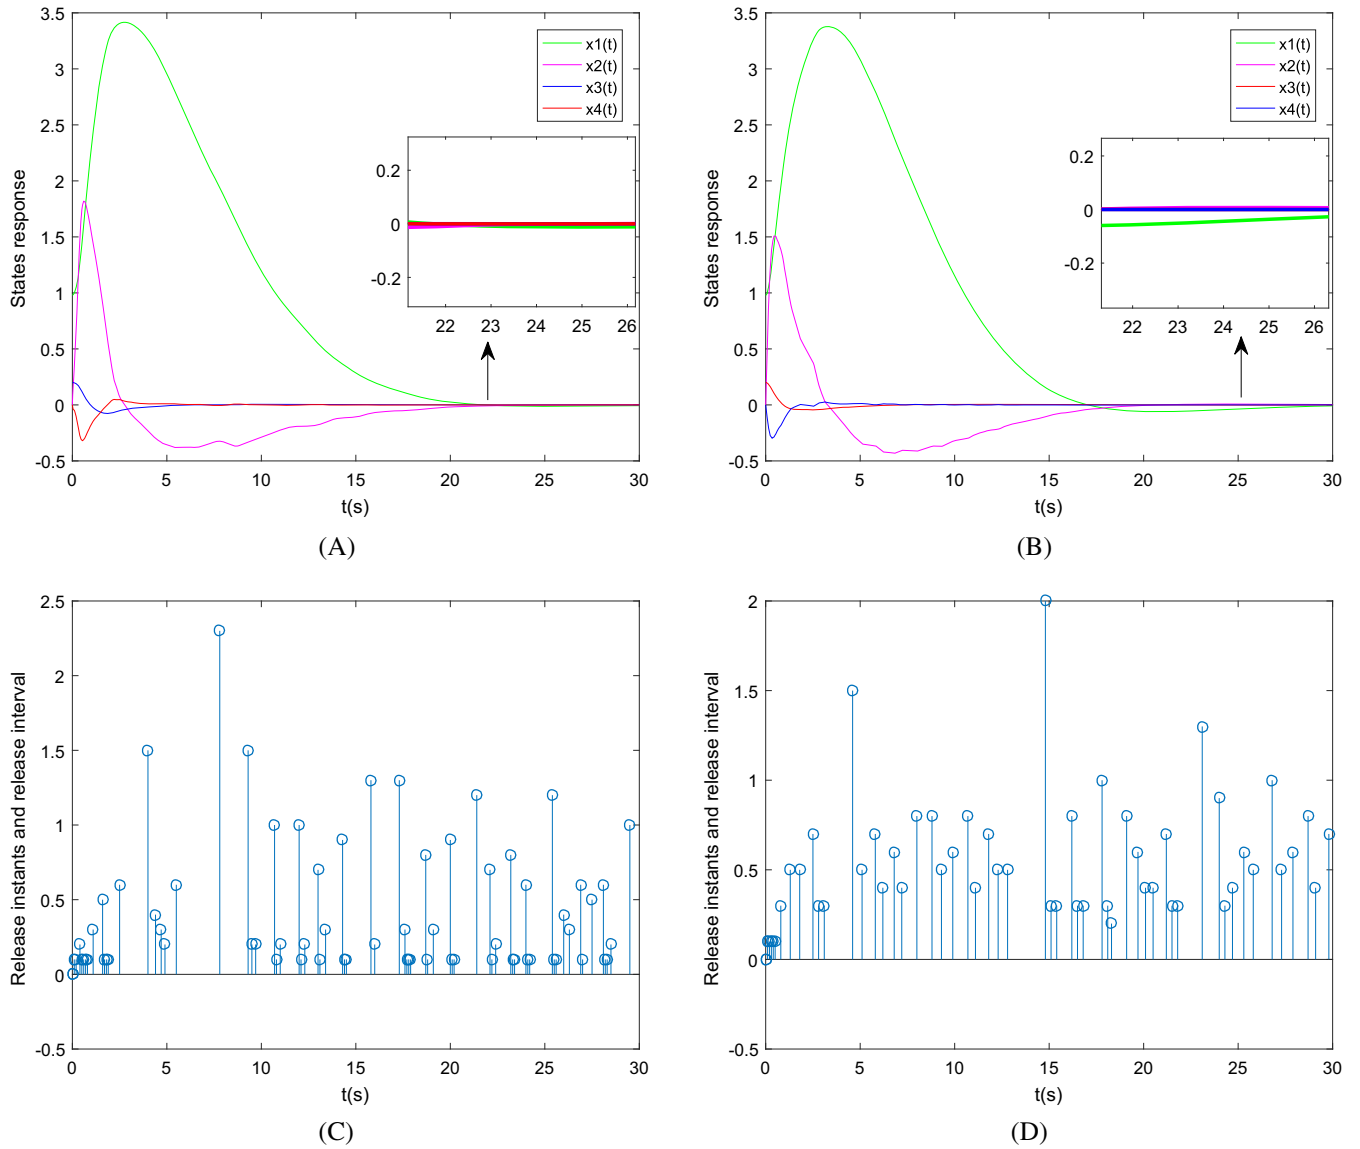 3.5
3
2.5
2
1.5
1
0.5
0
-0.5
States response
x1(t)
x2(t)
x3(t)
x4(t)
0.2
0
-0.2
22 23 24 25 26
0 5 10 15 20 25 30
t(s)
(A)
3.5
3
2.5
2
1.5
1
0.5
0
-0.5
States response
x1(t)
x2(t)
x3(t)
x4(t)
0.2
0
-0.2
22 23 24 25 26
0 5 10 15 20 25 30
t(s)
(B)
2.5
2
1.5
1
0.5
0
-0.5
Release instants and release interval
0 5 10 15 20 25 30
t(s)
(C)
2
1.5
1
0.5
0
-0.5
Release instants and release interval
0 5 10 15 20 25 30
t(s)
(D)